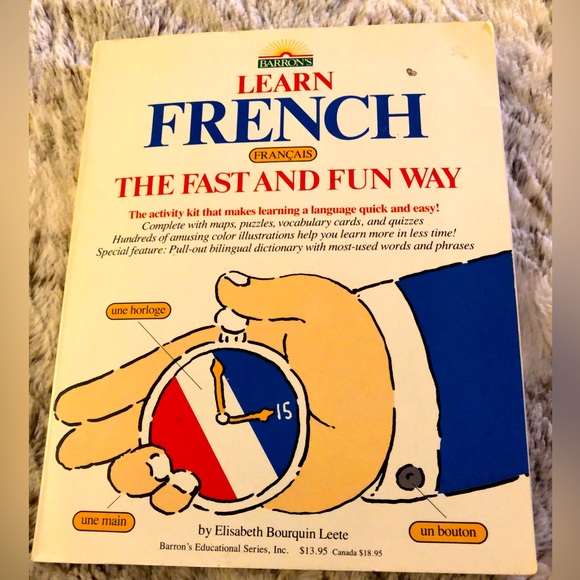 BARRON'S
LEARN
FRENCH
FRANÇAIS
THE FAST AND FUN WAY
The activity kit that makes learning a language quick and easy!
Complete with maps, puzzles, vocabulary cards, and quizzes
Hundreds of amusing color illustrations help you learn more in less time!
Special feature: Pull-out bilingual dictionary with most-used words and phrases
une horloge
15
une main
un bouton
by Elisabeth Bourquin Leete
Barron's Educational Series, Inc. $13.95 Canada $18.95